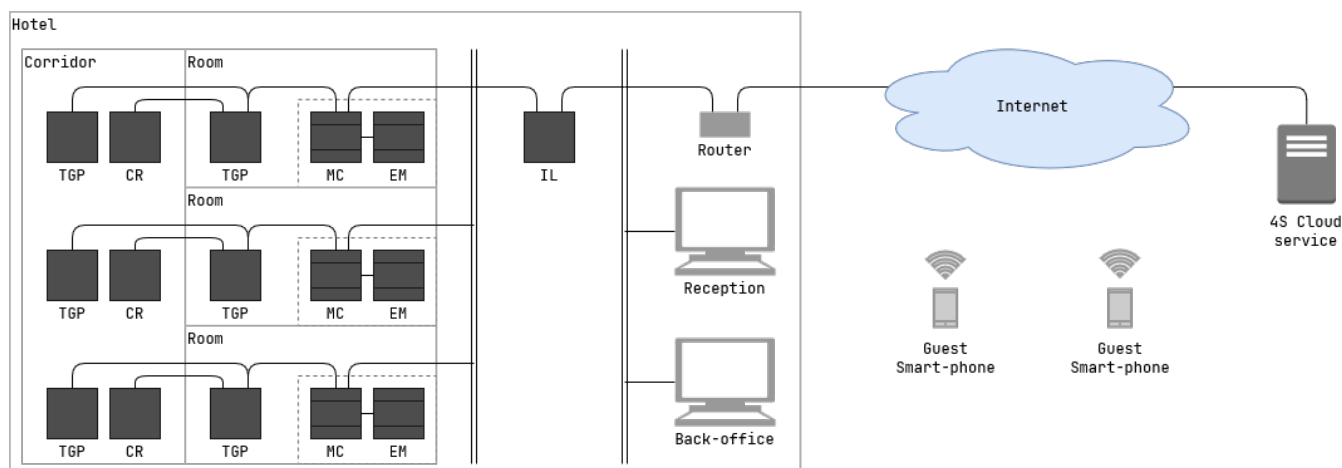 Hotel
Corridor
Room
TGP
CR
TGP
MC
EM
IL
Router
Internet
4S Cloud
service
Room
TGP
CR
TGP
MC
EM
Reception
Guest
Smart-phone
Guest
Smart-phone
Room
TGP
CR
TGP
MC
EM
Back-office